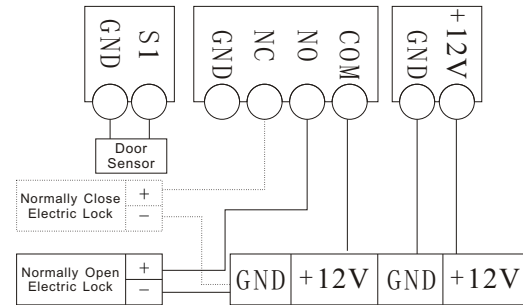 GND
S1
GND
NC
NO
COM
GND
+12V
Door
Sensor
Normally Close
Electric Lock
+
−
Normally Open
Electric Lock
+
−
GND
+12V
GND
+12V